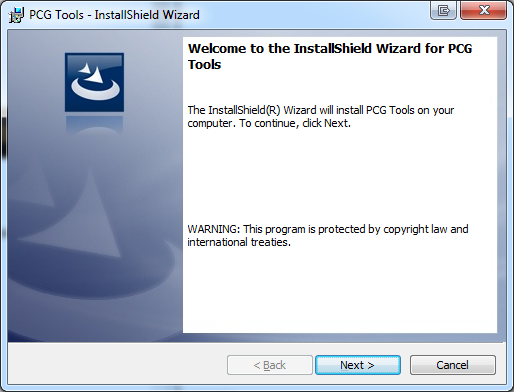 PCG Tools - InstallShield Wizard
Welcome to the InstallShield Wizard for PCG
Tools
The InstallShield(R) Wizard will install PCG Tools on your
computer. To continue, click Next.
WARNING: This program is protected by copyright law and
international treaties.
< Back
Next >
Cancel